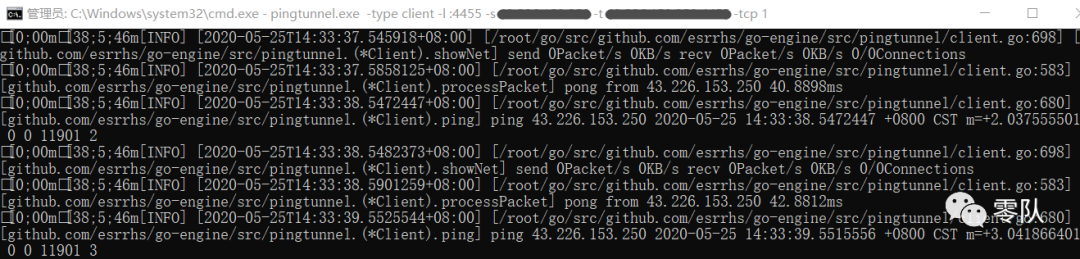 管理员: C:\Windows\system32\cmd.exe - pingtunnel.exe -type client -l :4455 -s -t -tcp 1
□[0;00m□[38;5;46m[INFO] [2020-05-25T14:33:37.545918+08:00] [/root/go/src/github.com/esrrhs/go-engine/src/pingtunnel/client.go:698] [
github.com/esrrhs/go-engine/src/pingtunnel.(*Client).showNet] send 0Packet/s 0KB/s recv 0Packet/s 0KB/s 0/0Connections
□[0;00m□[38;5;46m[INFO] [2020-05-25T14:33:37.5858125+08:00] [/root/go/src/github.com/esrrhs/go-engine/src/pingtunnel/client.go:583]
[github.com/esrrhs/go-engine/src/pingtunnel.(*Client).processPacket] pong from 43.226.153.250 40.8898ms
□[0;00m□[38;5;46m[INFO] [2020-05-25T14:33:38.5472447+08:00] [/root/go/src/github.com/esrrhs/go-engine/src/pingtunnel/client.go:680]
[github.com/esrrhs/go-engine/src/pingtunnel.(*Client).ping] ping 43.226.153.250 2020-05-25 14:33:38.5472447 +0800 CST m=+2.037555501
0 0 11901 2
□[0;00m□[38;5;46m[INFO] [2020-05-25T14:33:38.5482373+08:00] [/root/go/src/github.com/esrrhs/go-engine/src/pingtunnel/client.go:698]
[github.com/esrrhs/go-engine/src/pingtunnel.(*Client).showNet] send 0Packet/s 0KB/s recv 0Packet/s 0KB/s 0/0Connections
□[0;00m□[38;5;46m[INFO] [2020-05-25T14:33:38.5901259+08:00] [/root/go/src/github.com/esrrhs/go-engine/src/pingtunnel/client.go:583]
[github.com/esrrhs/go-engine/src/pingtunnel.(*Client).processPacket] pong from 43.226.153.250 42.8812ms
□[0;00m□[38;5;46m[INFO] [2020-05-25T14:33:39.5525544+08:00] [/root/go/src/github.com/esrrhs/go-engine/src/pingtunnel/client.go:680]
[github.com/esrrhs/go-engine/src/pingtunnel.(*Client).ping] ping 43.226.153.250 2020-05-25 14:33:39.5515556 +0800 CST m=+3.041866401
0 0 11901 3
零队